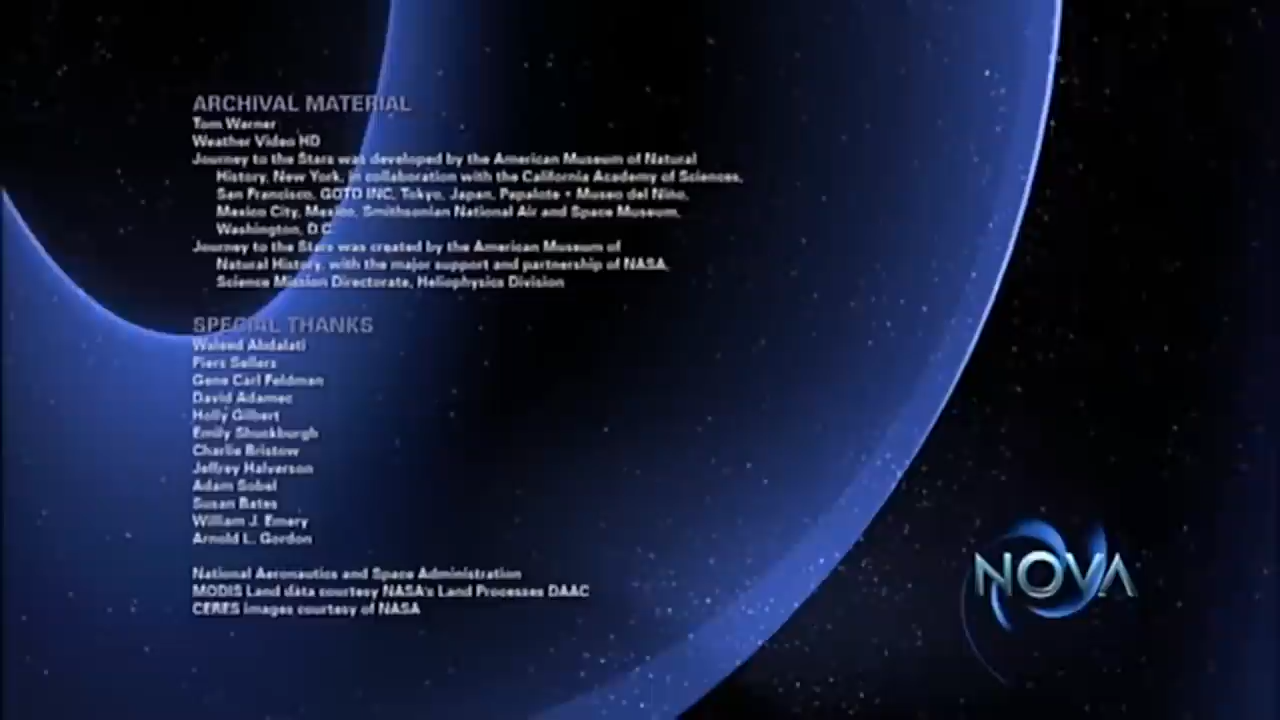 ARCHIVAL MATERIAL
Tom Warner
Weather Video HD
Journey to the Stars was developed by the American Museum of Natural
History, New York, in collaboration with the California Academy of Sciences,
San Francisco, GOTO INC, Tokyo, Japan, Papalote • Museo del Niño,
Mexico City, Mexico, Smithsonian National Air and Space Museum,
Washington, D.C.
Journey to the Stars was created by the American Museum of
Natural History, with the major support and partnership of NASA,
Science Mission Directorate, Heliophysics Division
SPECIAL THANKS
Waleed Abdalati
Piers Sellers
Gene Carl Feldman
David Adamec
Holly Gilbert
Emily Shuckburgh
Charlie Bristow
Jeffrey Halverson
Adam Sobel
Susan Bates
William J. Emery
Arnold L. Gordon
National Aeronautics and Space Administration
MODIS Land data courtesy NASA's Land Processes DAAC
CERES images courtesy of NASA
NOVA